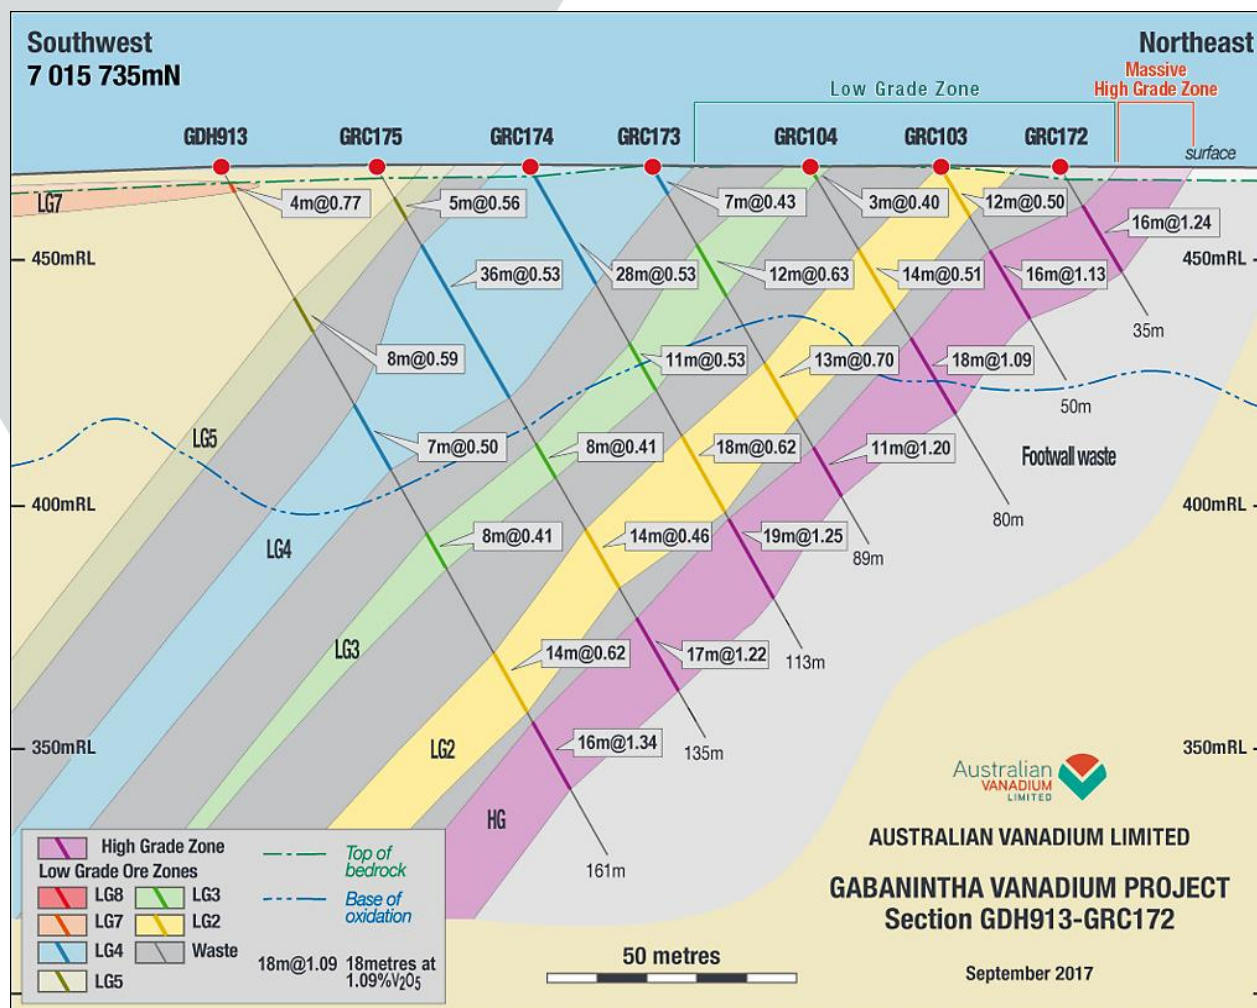 Southwest
7 015 735mN
Northeast
Massive
High Grade Zone
Low Grade Zone
GDH913
GRC175
GRC174
GRC173
GRC104
GRC103
GRC172
surface
LG7
4m@0.77
5m@0.56
7m@0.43
3m@0.40
12m@0.50
16m@1.24
450mRL
36m@0.53
28m@0.53
12m@0.63
14m@0.51
16m@1.13
450mRL
35m
8m@0.59
11m@0.53
13m@0.70
18m@1.09
50m
LG5
7m@0.50
8m@0.41
18m@0.62
11m@1.20
Footwall waste
400mRL
400mRL
80m
LG4
8m@0.41
14m@0.46
19m@1.25
89m
LG3
14m@0.62
17m@1.22
113m
350mRL
LG2
16m@1.34
135m
350mRL
HG
161m
Australian
VANADIUM
LIMITED
AUSTRALIAN VANADIUM LIMITED
GABANINTHA VANADIUM PROJECT
Section GDH913-GRC172
September 2017
50 metres
High Grade Zone
Low Grade Ore Zones
LG8
LG3
LG7
LG2
LG4
Waste
LG5
Top of
bedrock
Base of
oxidation
18m@1.09 18metres at
1.09%V₂O₅